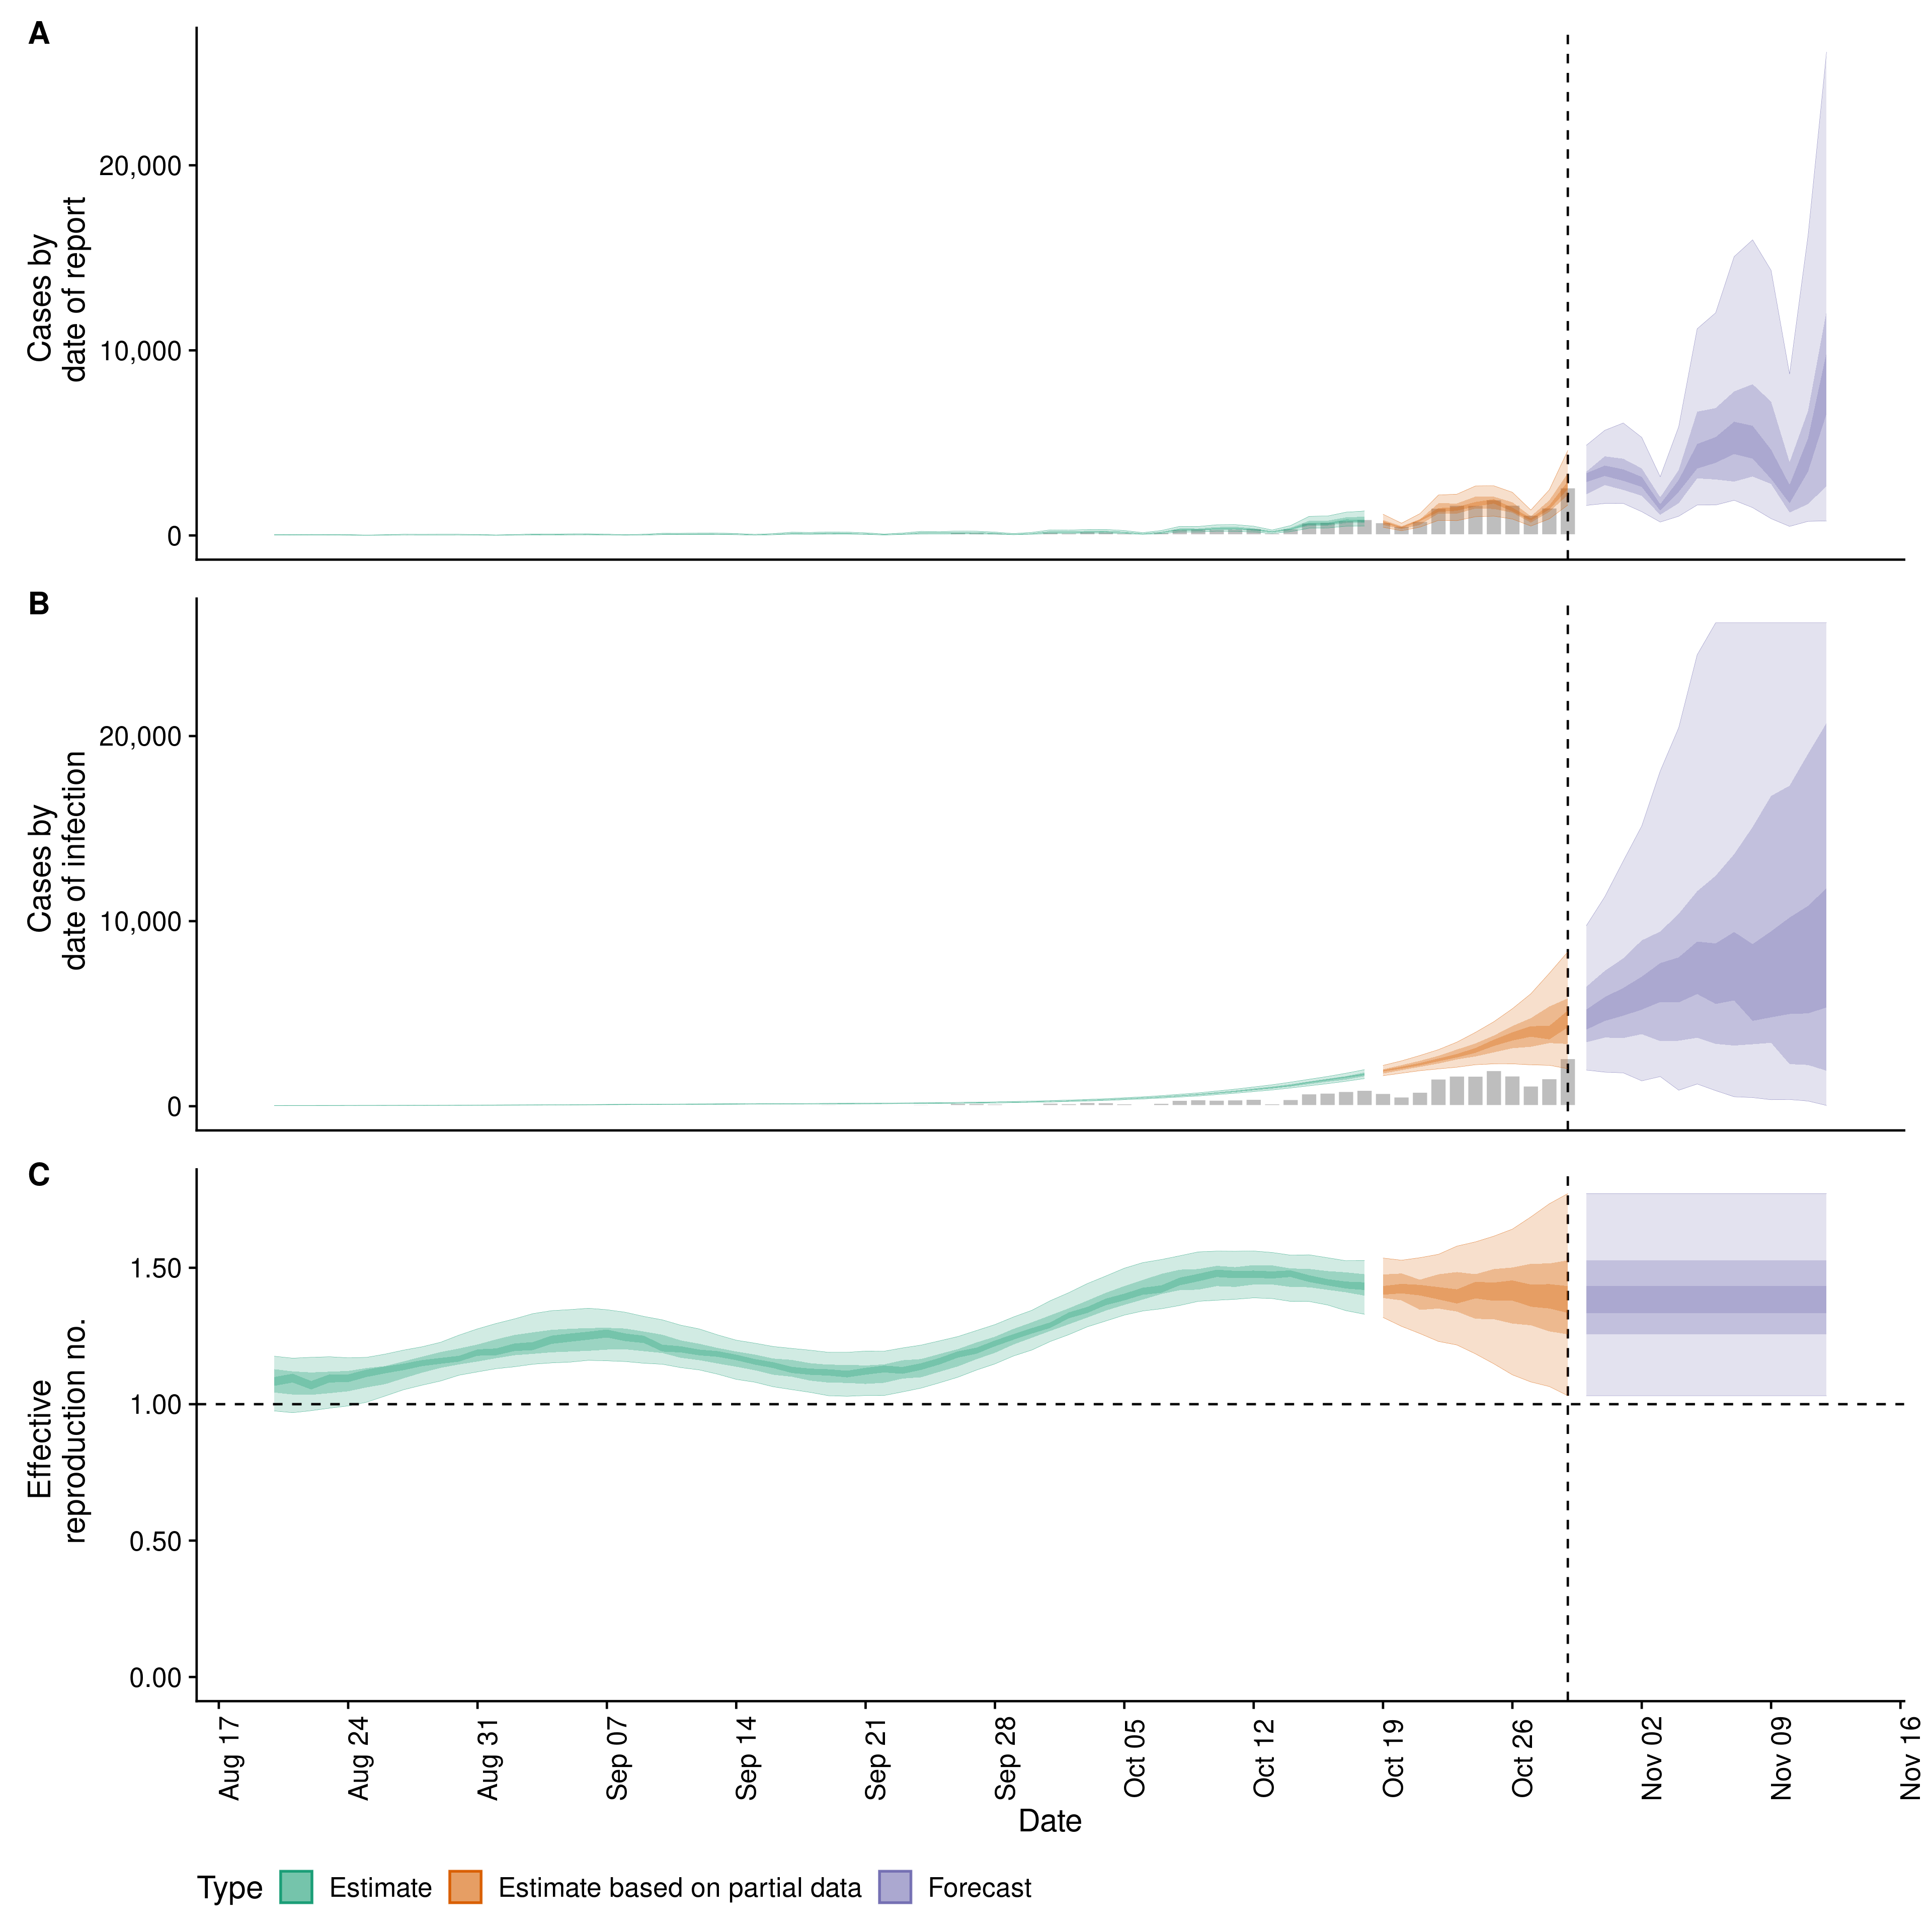 A
Cases by
date of report
20,000
10,000
0
B
Cases by
date of infection
20,000
10,000
0
C
Effective
reproduction no.
1.50
1.00
0.50
0.00
Aug 17
Aug 24
Aug 31
Sep 07
Sep 14
Sep 21
Sep 28
Oct 05
Oct 12
Oct 19
Oct 26
Nov 02
Nov 09
Nov 16
Date
Type Estimate Estimate based on partial data Forecast